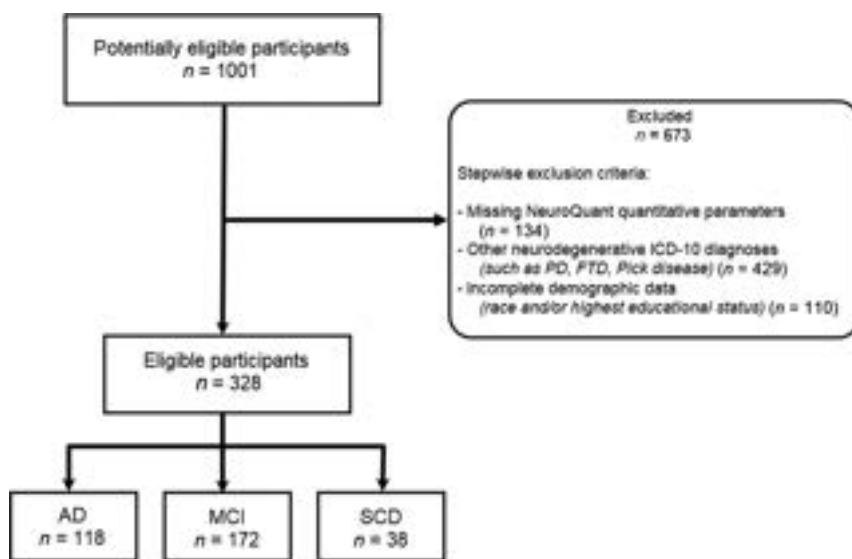 Potentially eligible participants
n = 1001
Excluded
n = 673
Stepwise exclusion criteria:
- Missing NeuroQuant quantitative parameters
(n = 134)
- Other neurodegenerative ICD-10 diagnoses
(such as PD, FTD, Pick disease) (n = 429)
- Incomplete demographic data
(race and/or highest educational status) (n = 110)
Eligible participants
n = 328
AD
n = 118
MCI
n = 172
SCD
n = 38